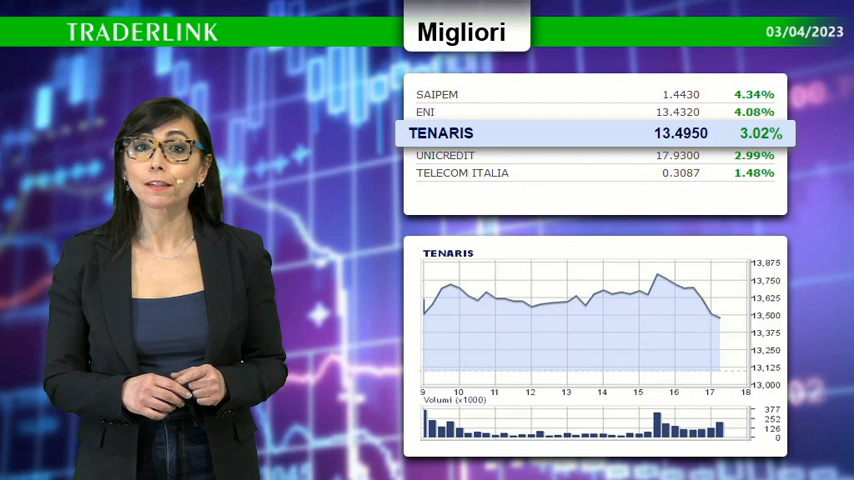 TRADERLINK
Migliori
03/04/2023
SAIPEM 1.4430 4.34%
ENI 13.4320 4.08%
TENARIS 13.4950 3.02%
UNICREDIT 17.9300 2.99%
TELECOM ITALIA 0.3087 1.48%
TENARIS
13,875
13,750
13,625
13,500
13,375
13,250
13,125
13,000
9 10 11 12 13 14 15 16 17 18
Volumi (x1000)
377
252
126
0